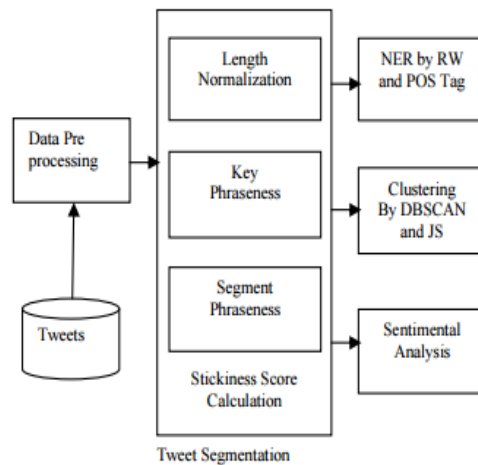 Tweets
Data Pre
processing
Length
Normalization
Key
Phraseness
Segment
Phraseness
Stickiness Score
Calculation
Tweet Segmentation
NER by RW
and POS Tag
Clustering
By DBSCAN
and JS
Sentimental
Analysis